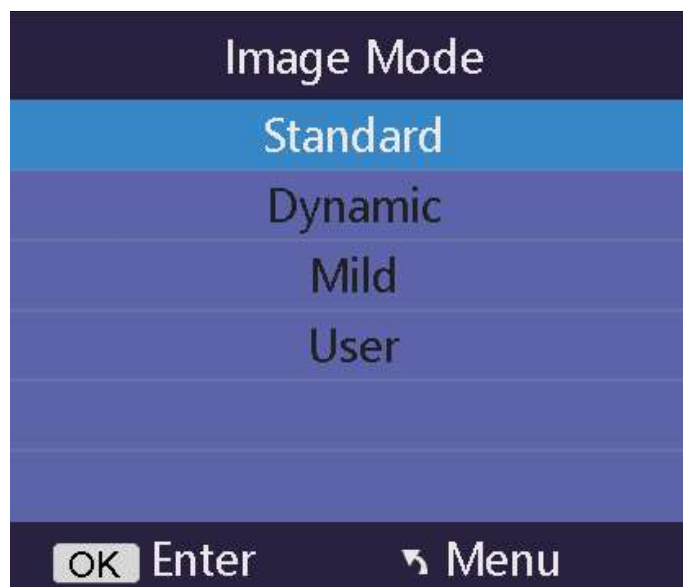 Image Mode
Standard
Dynamic
Mild
User
OK Enter Menu